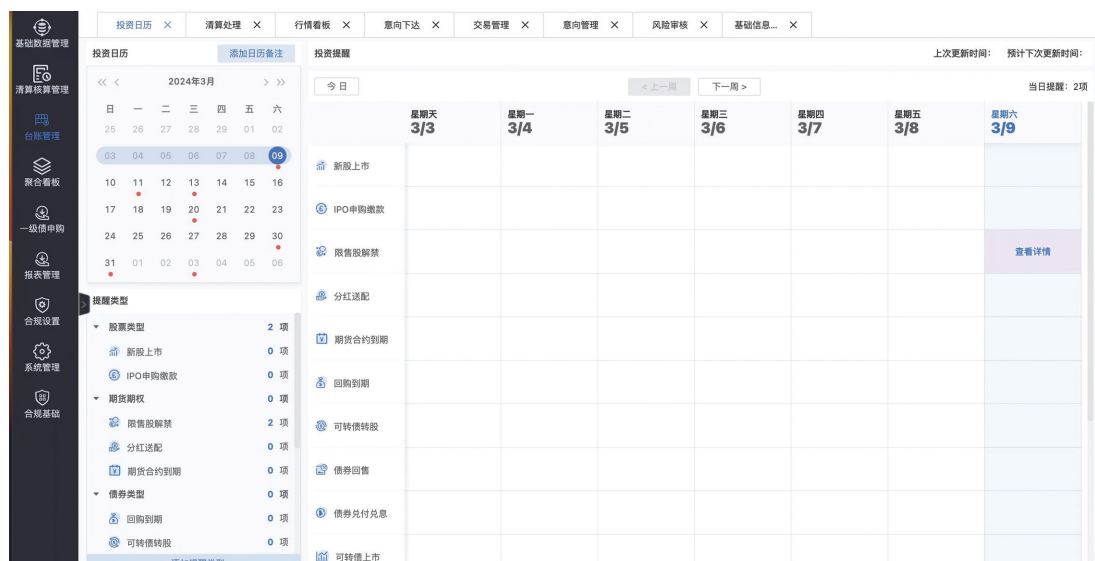 基础数据管理
清算核算管理
台账管理
聚合看板
一级债申购
报表管理
合规设置
系统管理
合规基础
投资日历 × 清算处理 × 行情看板 × 意向下达 × 交易管理 × 意向管理 × 风险审核 × 基础信息... ×
投资日历 添加日历备注
<< < 2024年3月 > >>
日 一 二 三 四 五 六
25 26 27 28 29 01 02
03 04 05 06 07 08 09
10 11 12 13 14 15 16
17 18 19 20 21 22 23
24 25 26 27 28 29 30
31 01 02 03 04 05 06
提醒类型
股票类型 2 项
新股上市 0 项
IPO申购缴款 0 项
期货期权 0 项
限售股解禁 2 项
分红送配 0 项
期货合约到期 0 项
债券类型 0 项
回购到期 0 项
可转债转股 0 项
投资提醒 上次更新时间: 预计下次更新时间:
今日 < 上一周 下一周 > 当日提醒: 2项
星期天 星期一 星期二 星期三 星期四 星期五 星期六
3/3 3/4 3/5 3/6 3/7 3/8 3/9
新股上市
IPO申购缴款
限售股解禁 查看详情
分红送配
期货合约到期
回购到期
可转债转股
债券回售
债券兑付兑息
可转债上市